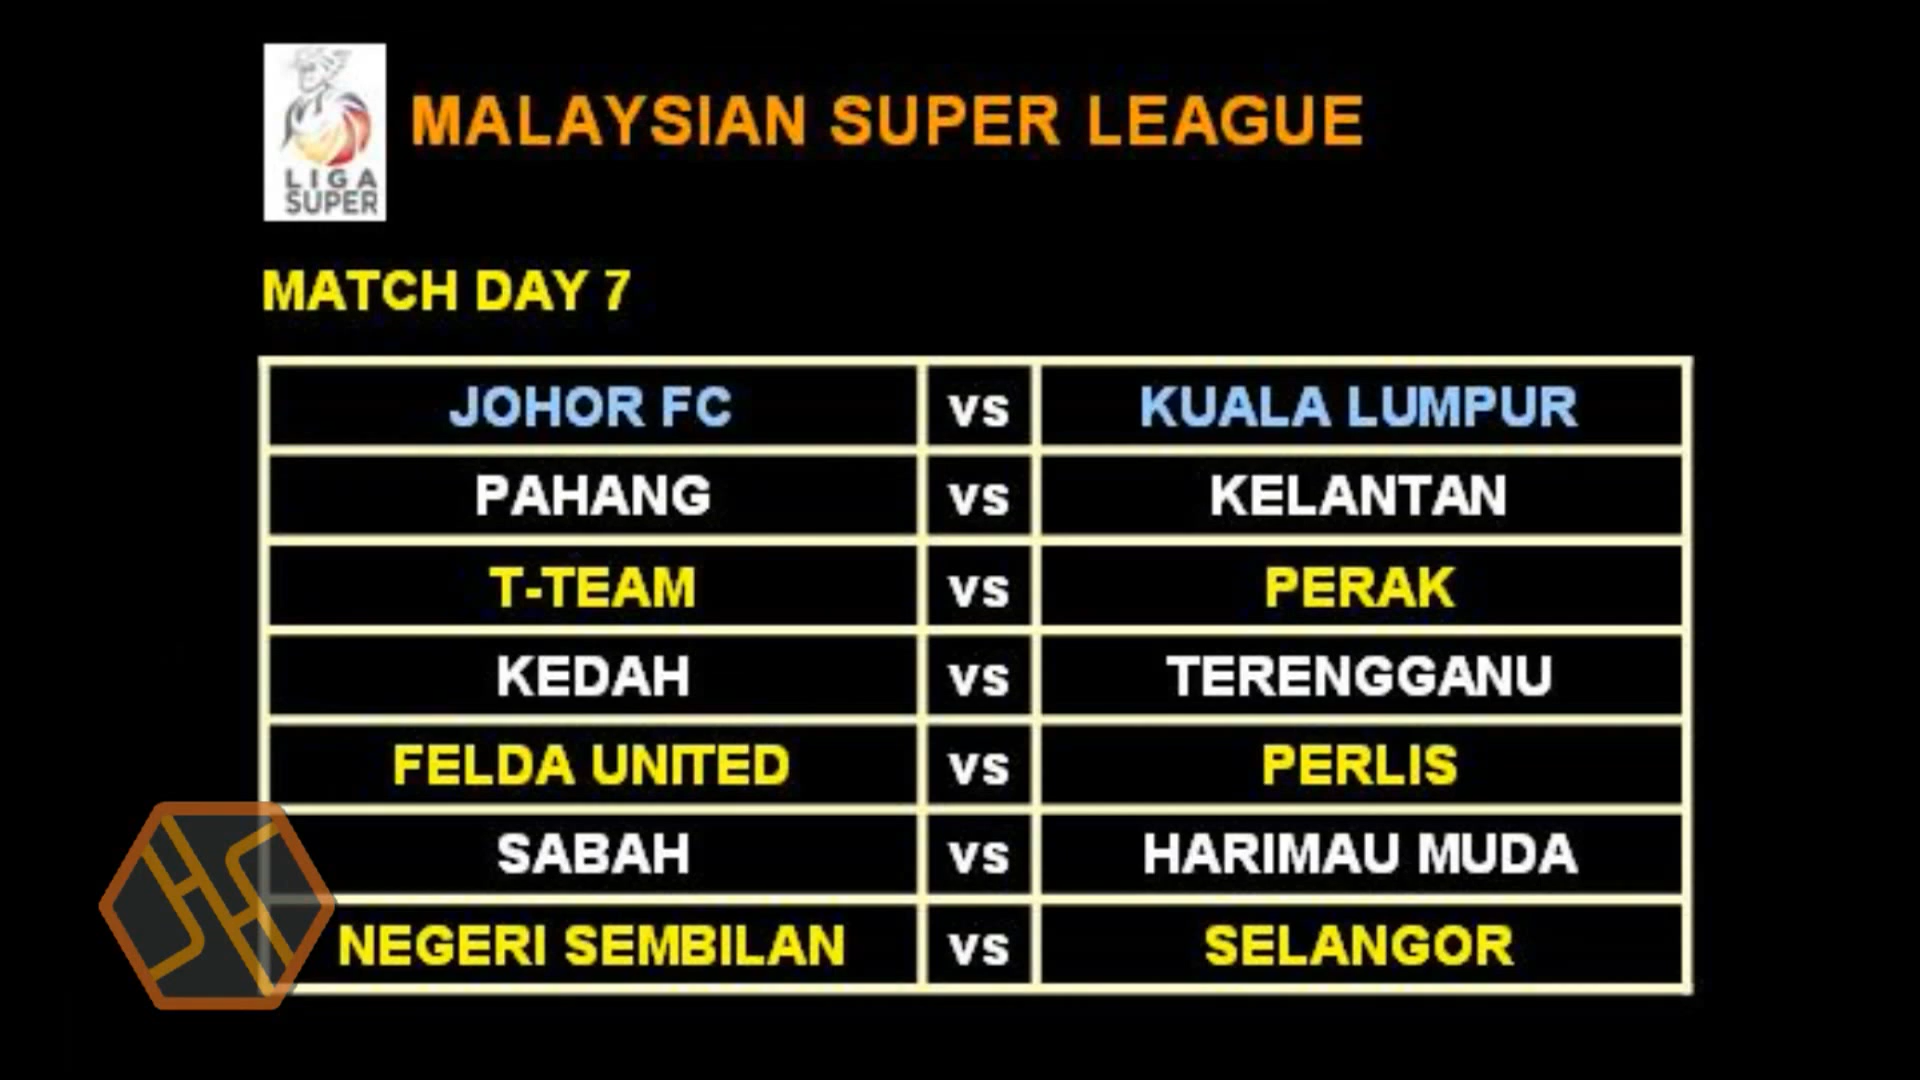 LIGA
SUPER
MALAYSIAN SUPER LEAGUE
MATCH DAY 7
JOHOR FC vs KUALA LUMPUR
PAHANG vs KELANTAN
T-TEAM vs PERAK
KEDAH vs TERENGGANU
FELDA UNITED vs PERLIS
SABAH vs HARIMAU MUDA
NEGERI SEMBILAN vs SELANGOR